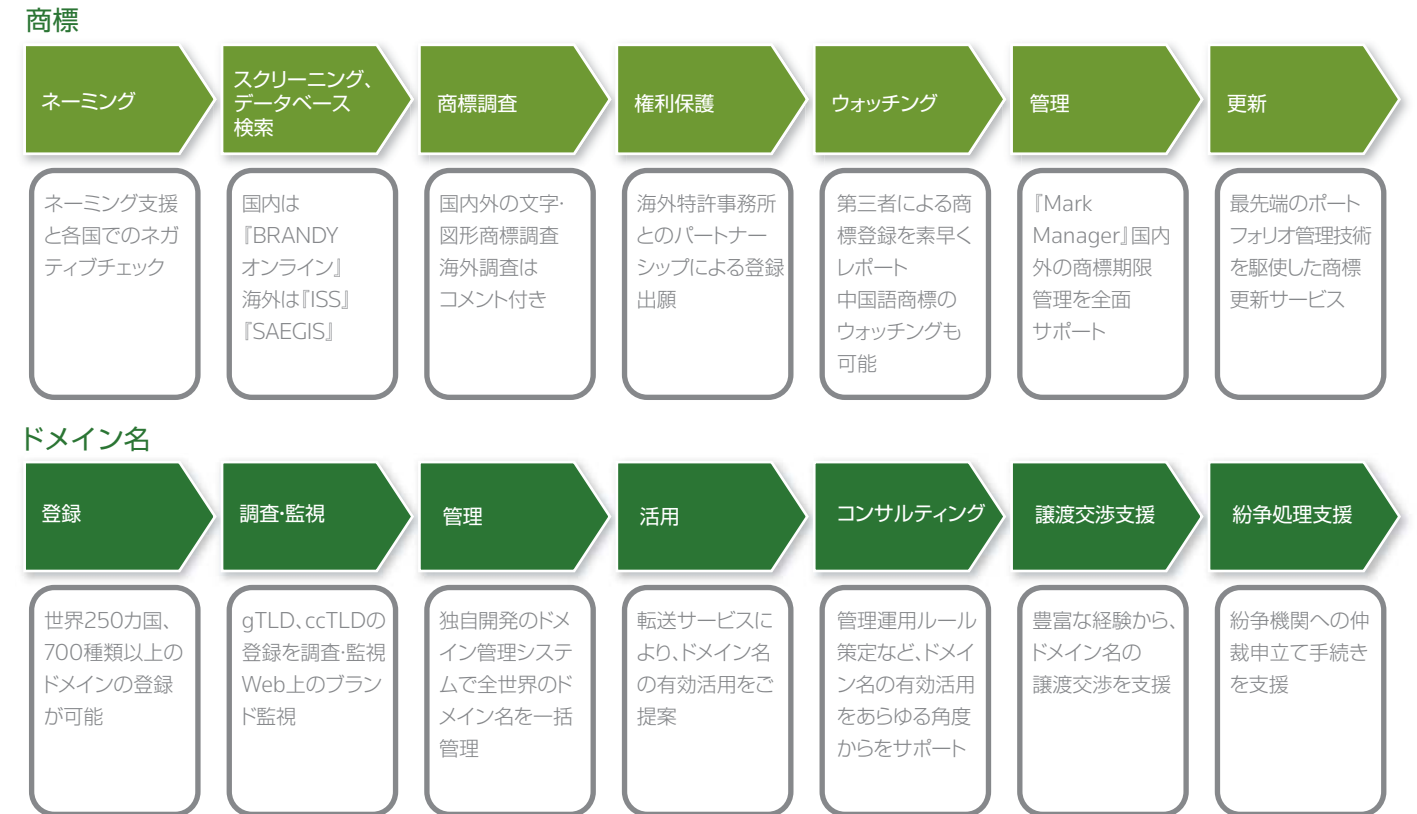 商標
ネーミング
スクリーニング、
データベース
検索
商標調査
権利保護
ウォッチング
管理
更新
ネーミング支援
と各国でのネガ
ティブチェック
国内は
『BRANDY
オンライン』
海外は『ISS』
『SAEGIS』
国内外の文字・
図形商標調査
海外調査は
コメント付き
海外特許事務所
とのパートナー
シップによる登録
出願
第三者による商
標登録を素早く
レポート
中国語商標の
ウォッチングも
可能
『Mark
Manager』国内
外の商標期限
管理を全面
サポート
最先端のポート
フォリオ管理技術
を駆使した商標
更新サービス
ドメイン名
登録
調査・監視
管理
活用
コンサルティング
譲渡交渉支援
紛争処理支援
世界250カ国、
700種類以上の
ドメインの登録
が可能
gTLD、ccTLDの
登録を調査・監視
Web上のブラン
ド監視
独自開発のドメ
イン管理システ
ムで全世界のド
メイン名を一括
管理
転送サービスに
より、ドメイン名
の有効活用をご
提案
管理運用ルール
策定など、ドメイ
ン名の有効活用
をあらゆる角度
からをサポート
豊富な経験から、
ドメイン名の
譲渡交渉を支援
紛争機関への仲
裁申立て手続き
を支援